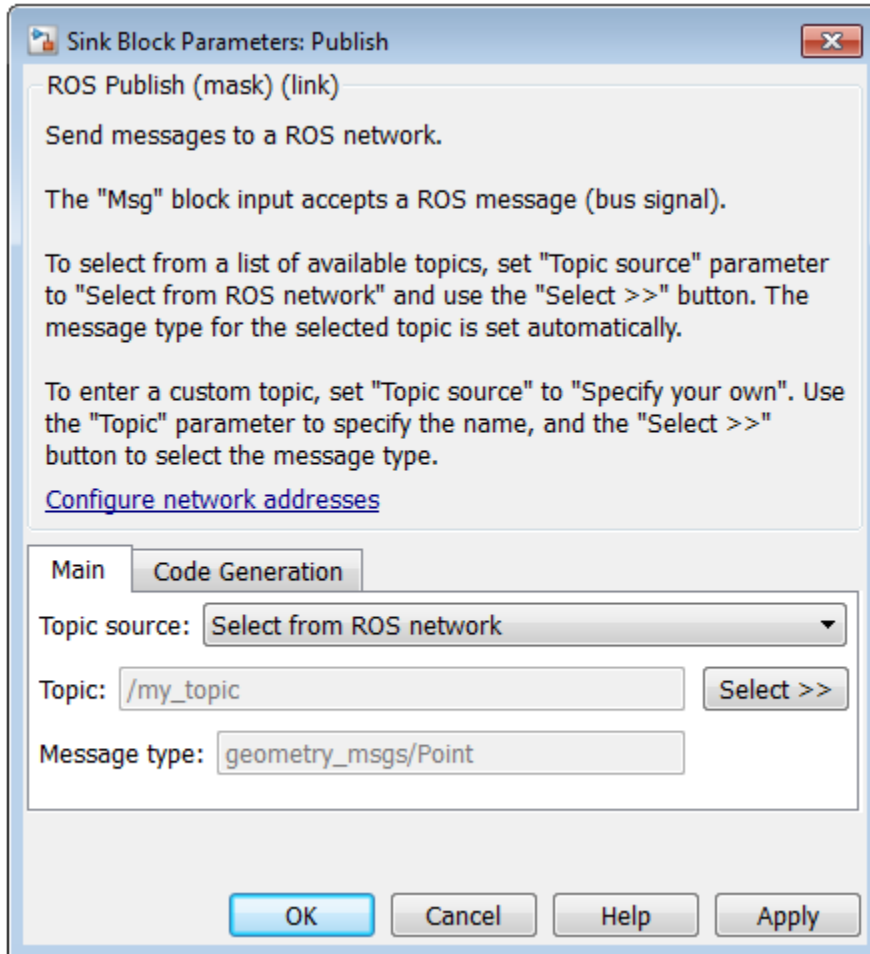 Sink Block Parameters: Publish
ROS Publish (mask) (link)
Send messages to a ROS network.
The "Msg" block input accepts a ROS message (bus signal).
To select from a list of available topics, set "Topic source" parameter
to "Select from ROS network" and use the "Select >>" button. The
message type for the selected topic is set automatically.
To enter a custom topic, set "Topic source" to "Specify your own". Use
the "Topic" parameter to specify the name, and the "Select >>"
button to select the message type.
Configure network addresses
Main Code Generation
Topic source: Select from ROS network
Topic: /my_topic Select >>
Message type: geometry_msgs/Point
OK Cancel Help Apply